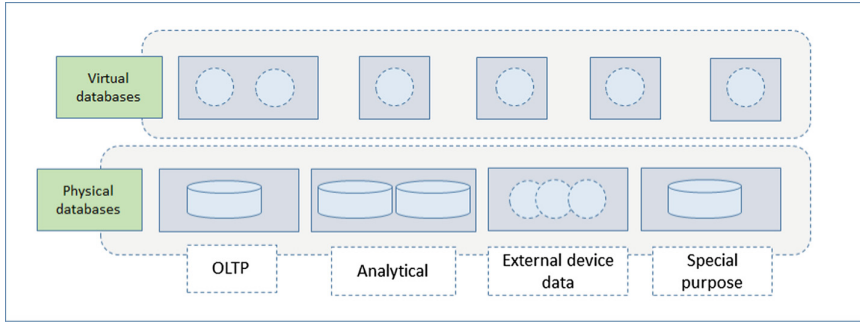 Virtual
databases
Physical
databases
OLTP
Analytical
External device
data
Special
purpose